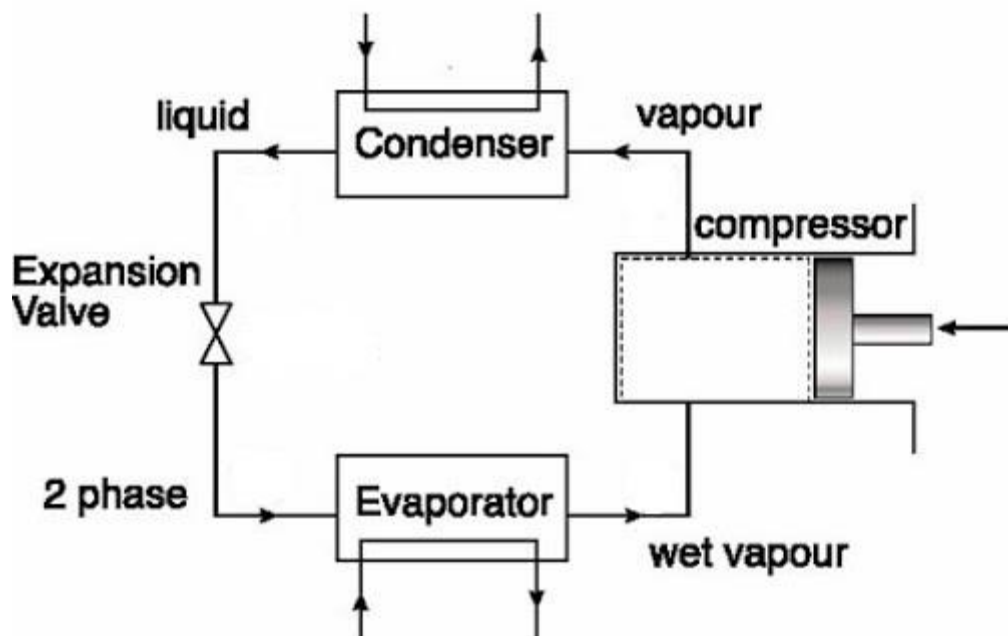 liquid
Condenser
vapour
compressor
Expansion
Valve
2 phase
Evaporator
wet vapour